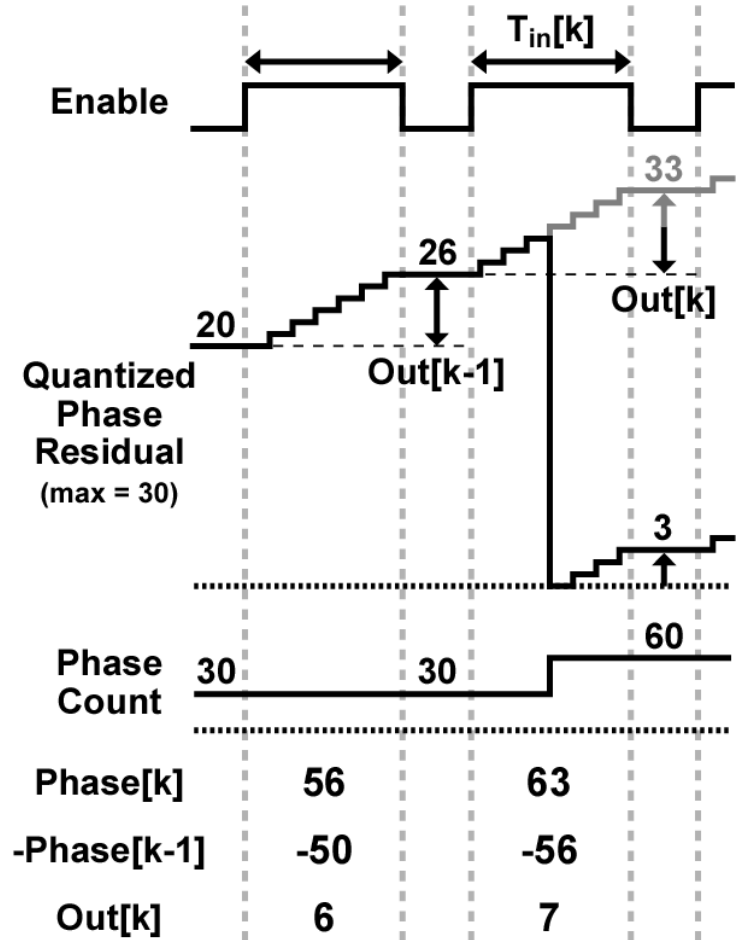 T_in[k]
Enable
33
26
Out[k]
20
Out[k-1]
Quantized
Phase
Residual
(max = 30)
3
60
Phase
Count
30
30
Phase[k] 56 63
-Phase[k-1] -50 -56
Out[k] 6 7